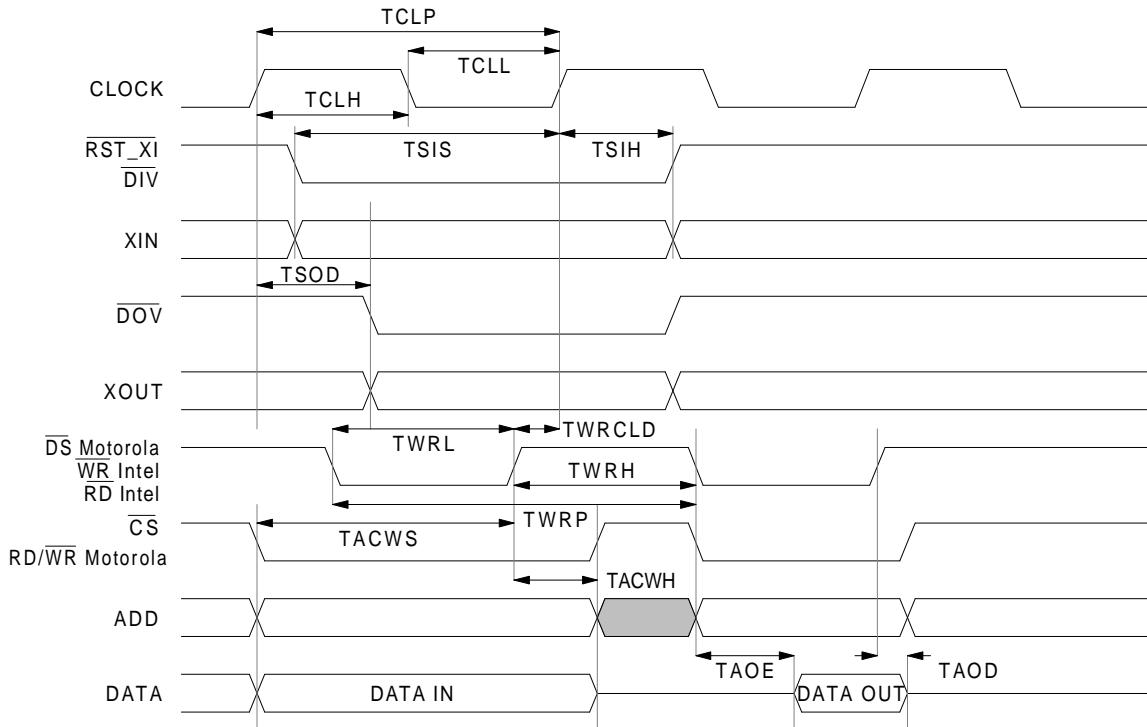 TCLP
TCLL
CLOCK
TCLH
RST_XI
TSIS
TSIH
DIV
XIN
TSOD
DOV
XOUT
DS Motorola
TWRL
TWRCLD
WR Intel
TWRH
RD Intel
TWRP
CS
TACWS
RD/WR Motorola
TACWH
ADD
TAOE
TAOD
DATA
DATA IN
DATA OUT